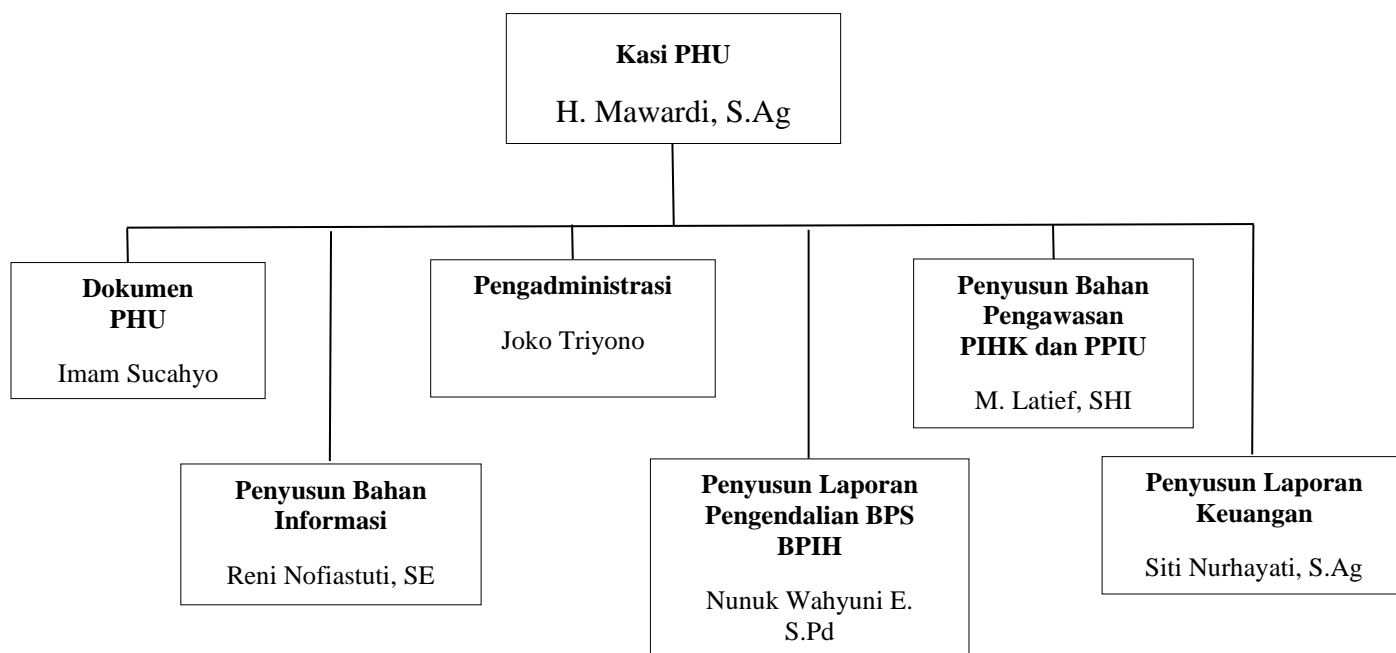 Kasi PHU
H. Mawardi, S.Ag
Dokumen
PHU
Imam Sucahyo
Pengadministrasi
Joko Triyono
Penyusun Bahan
Pengawasan
PIHK dan PPIU
M. Latief, SHI
Penyusun Bahan
Informasi
Reni Nofiastuti, SE
Penyusun Laporan
Pengendalian BPS
BPIH
Nunuk Wahyuni E.
S.Pd
Penyusun Laporan
Keuangan
Siti Nurhayati, S.Ag